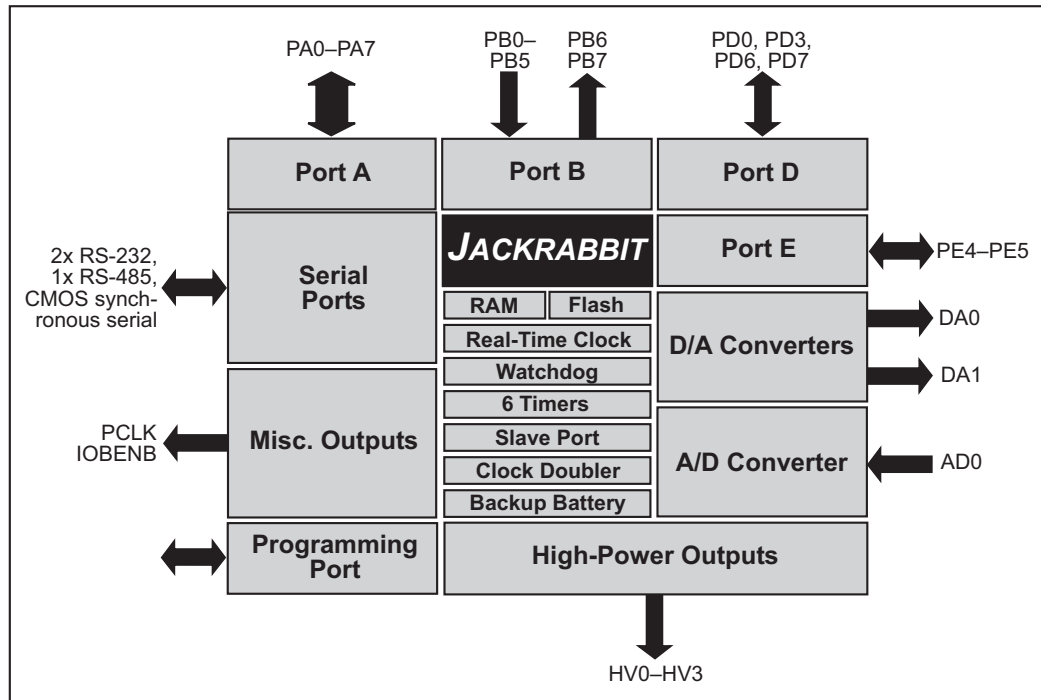 PA0–PA7
PB0–
PB5
PB6
PB7
PD0, PD3,
PD6, PD7
Port A
Port B
Port D
2x RS-232,
1x RS-485,
CMOS synch-
ronous serial
Serial
Ports
JACKRABBIT
Port E
PE4–PE5
RAM
Flash
Real-Time Clock
Watchdog
6 Timers
Slave Port
Clock Doubler
Backup Battery
D/A Converters
DA0
DA1
PCLK
IOBENB
Misc. Outputs
A/D Converter
AD0
Programming
Port
High-Power Outputs
HV0–HV3